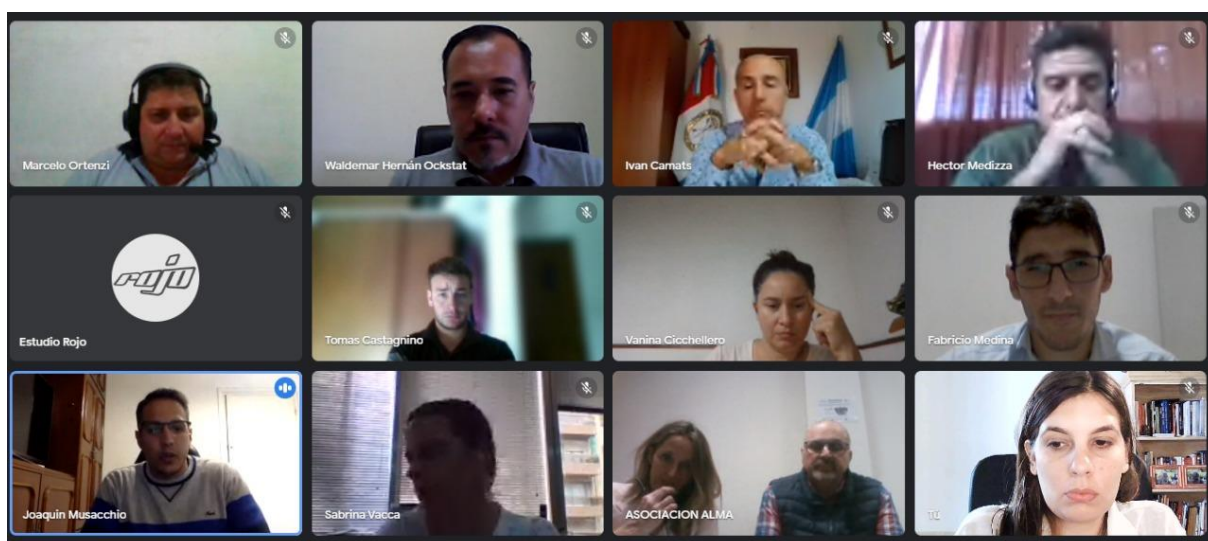 Marcelo Ortenzi
Waldemar Hernán Ockstat
Ivan Camats
Hector Medizza
rojo
Estudio Rojo
Tomas Castagnino
Vanina Cicchellero
Fabricio Medina
Joaquin Musacchio
Sabrina Vacca
ASOCIACION ALMA
Tú